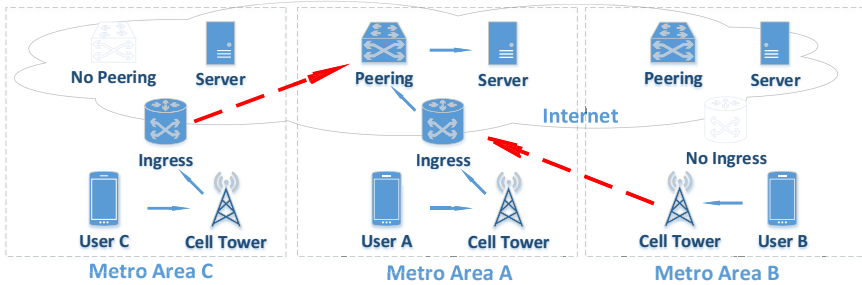 No Peering
Server
Peering
Server
Peering
Server
Internet
Ingress
Ingress
No Ingress
User C
Cell Tower
User A
Cell Tower
Cell Tower
User B
Metro Area C
Metro Area A
Metro Area B